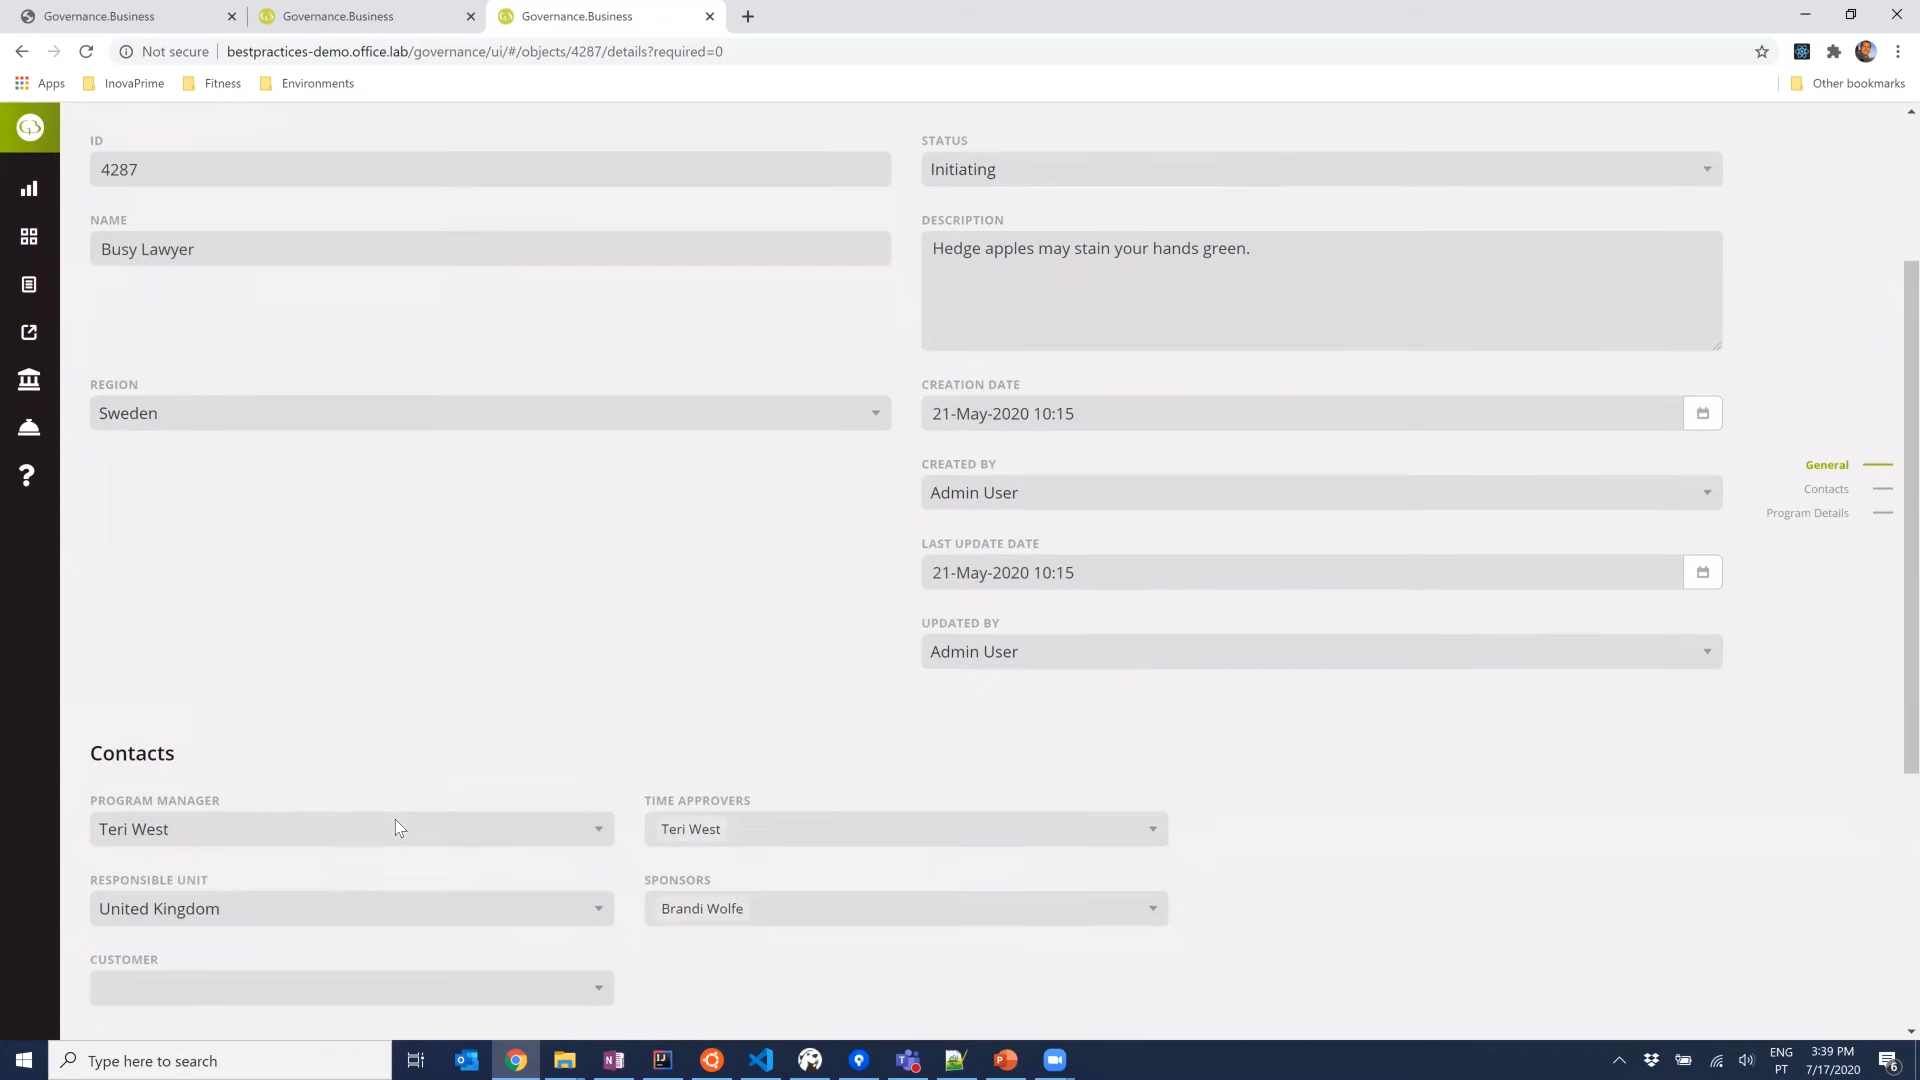 Governance.Business
Governance.Business
Governance.Business
Not secure
bestpractices-demo.office.lab/governance/ui/#/objects/4287/details?required=0
Apps
InovaPrime
Fitness
Environments
Other bookmarks
ID
4287
STATUS
Initiating
NAME
Busy Lawyer
DESCRIPTION
Hedge apples may stain your hands green.
REGION
Sweden
CREATION DATE
21-May-2020 10:15
CREATED BY
Admin User
LAST UPDATE DATE
21-May-2020 10:15
UPDATED BY
Admin User
General
Contacts
Program Details
Contacts
PROGRAM MANAGER
Teri West
TIME APPROVERS
Teri West
RESPONSIBLE UNIT
United Kingdom
SPONSORS
Brandi Wolfe
CUSTOMER
Type here to search
ENG
PT
3:39 PM
7/17/2020
6